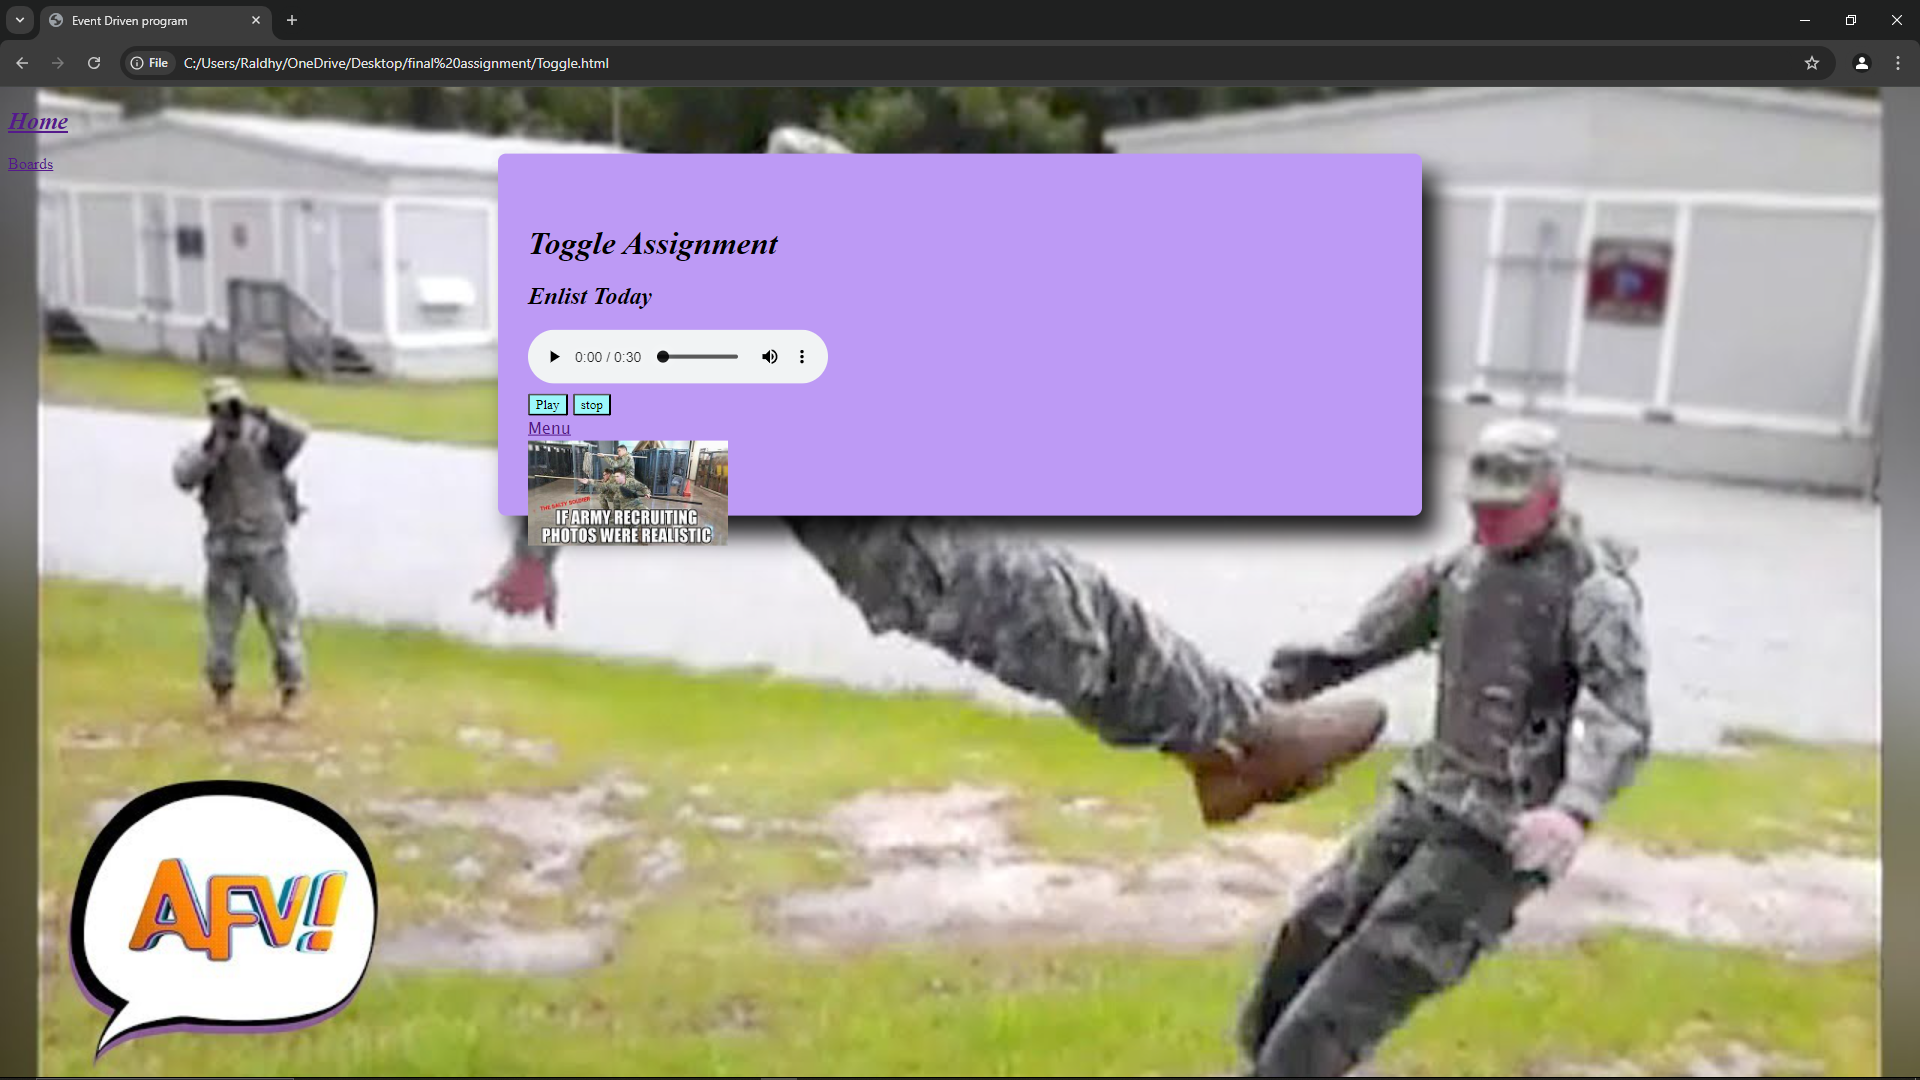 Event Driven program
File
C:/Users/Raldhy/OneDrive/Desktop/final%20assignment/Toggle.html
Home
Boards
Toggle Assignment
Enlist Today
0:00 / 0:30
Play stop
Menu
THE SALTY SOLDIER
IF ARMY RECRUITING
PHOTOS WERE REALISTIC
AFV!